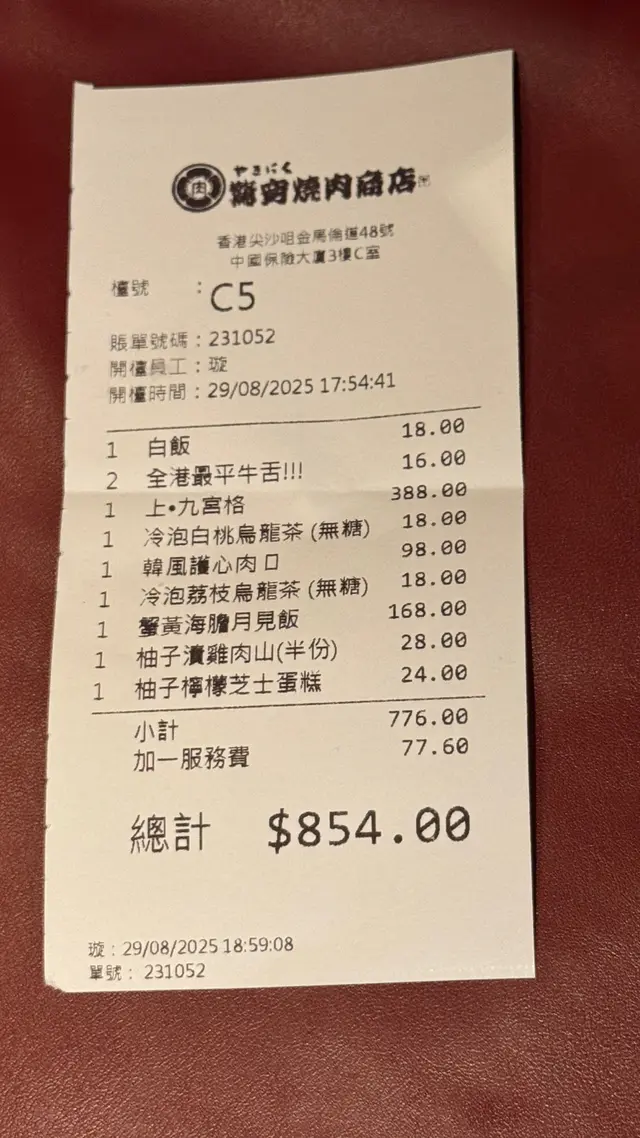 やきにく
肉
燒肉商店
香港尖沙咀金馬倫道48號
中國保險大廈3樓C室
檯號 : C5
賬單號碼 : 231052
開檯員工 : 璇
開檯時間 : 29/08/2025 17:54:41
1 白飯 18.00
2 全港最平牛舌!!! 16.00
1 上•九宮格 388.00
1 冷泡白桃烏龍茶 (無糖) 18.00
1 韓風護心肉口 98.00
1 冷泡荔枝烏龍茶 (無糖) 18.00
1 蟹黃海膽月見飯 168.00
1 柚子漬雞肉山(半份) 28.00
1 柚子檸檬芝士蛋糕 24.00
小計 776.00
加一服務費 77.60
總計 $854.00
璇 : 29/08/2025 18:59:08
單號 : 231052